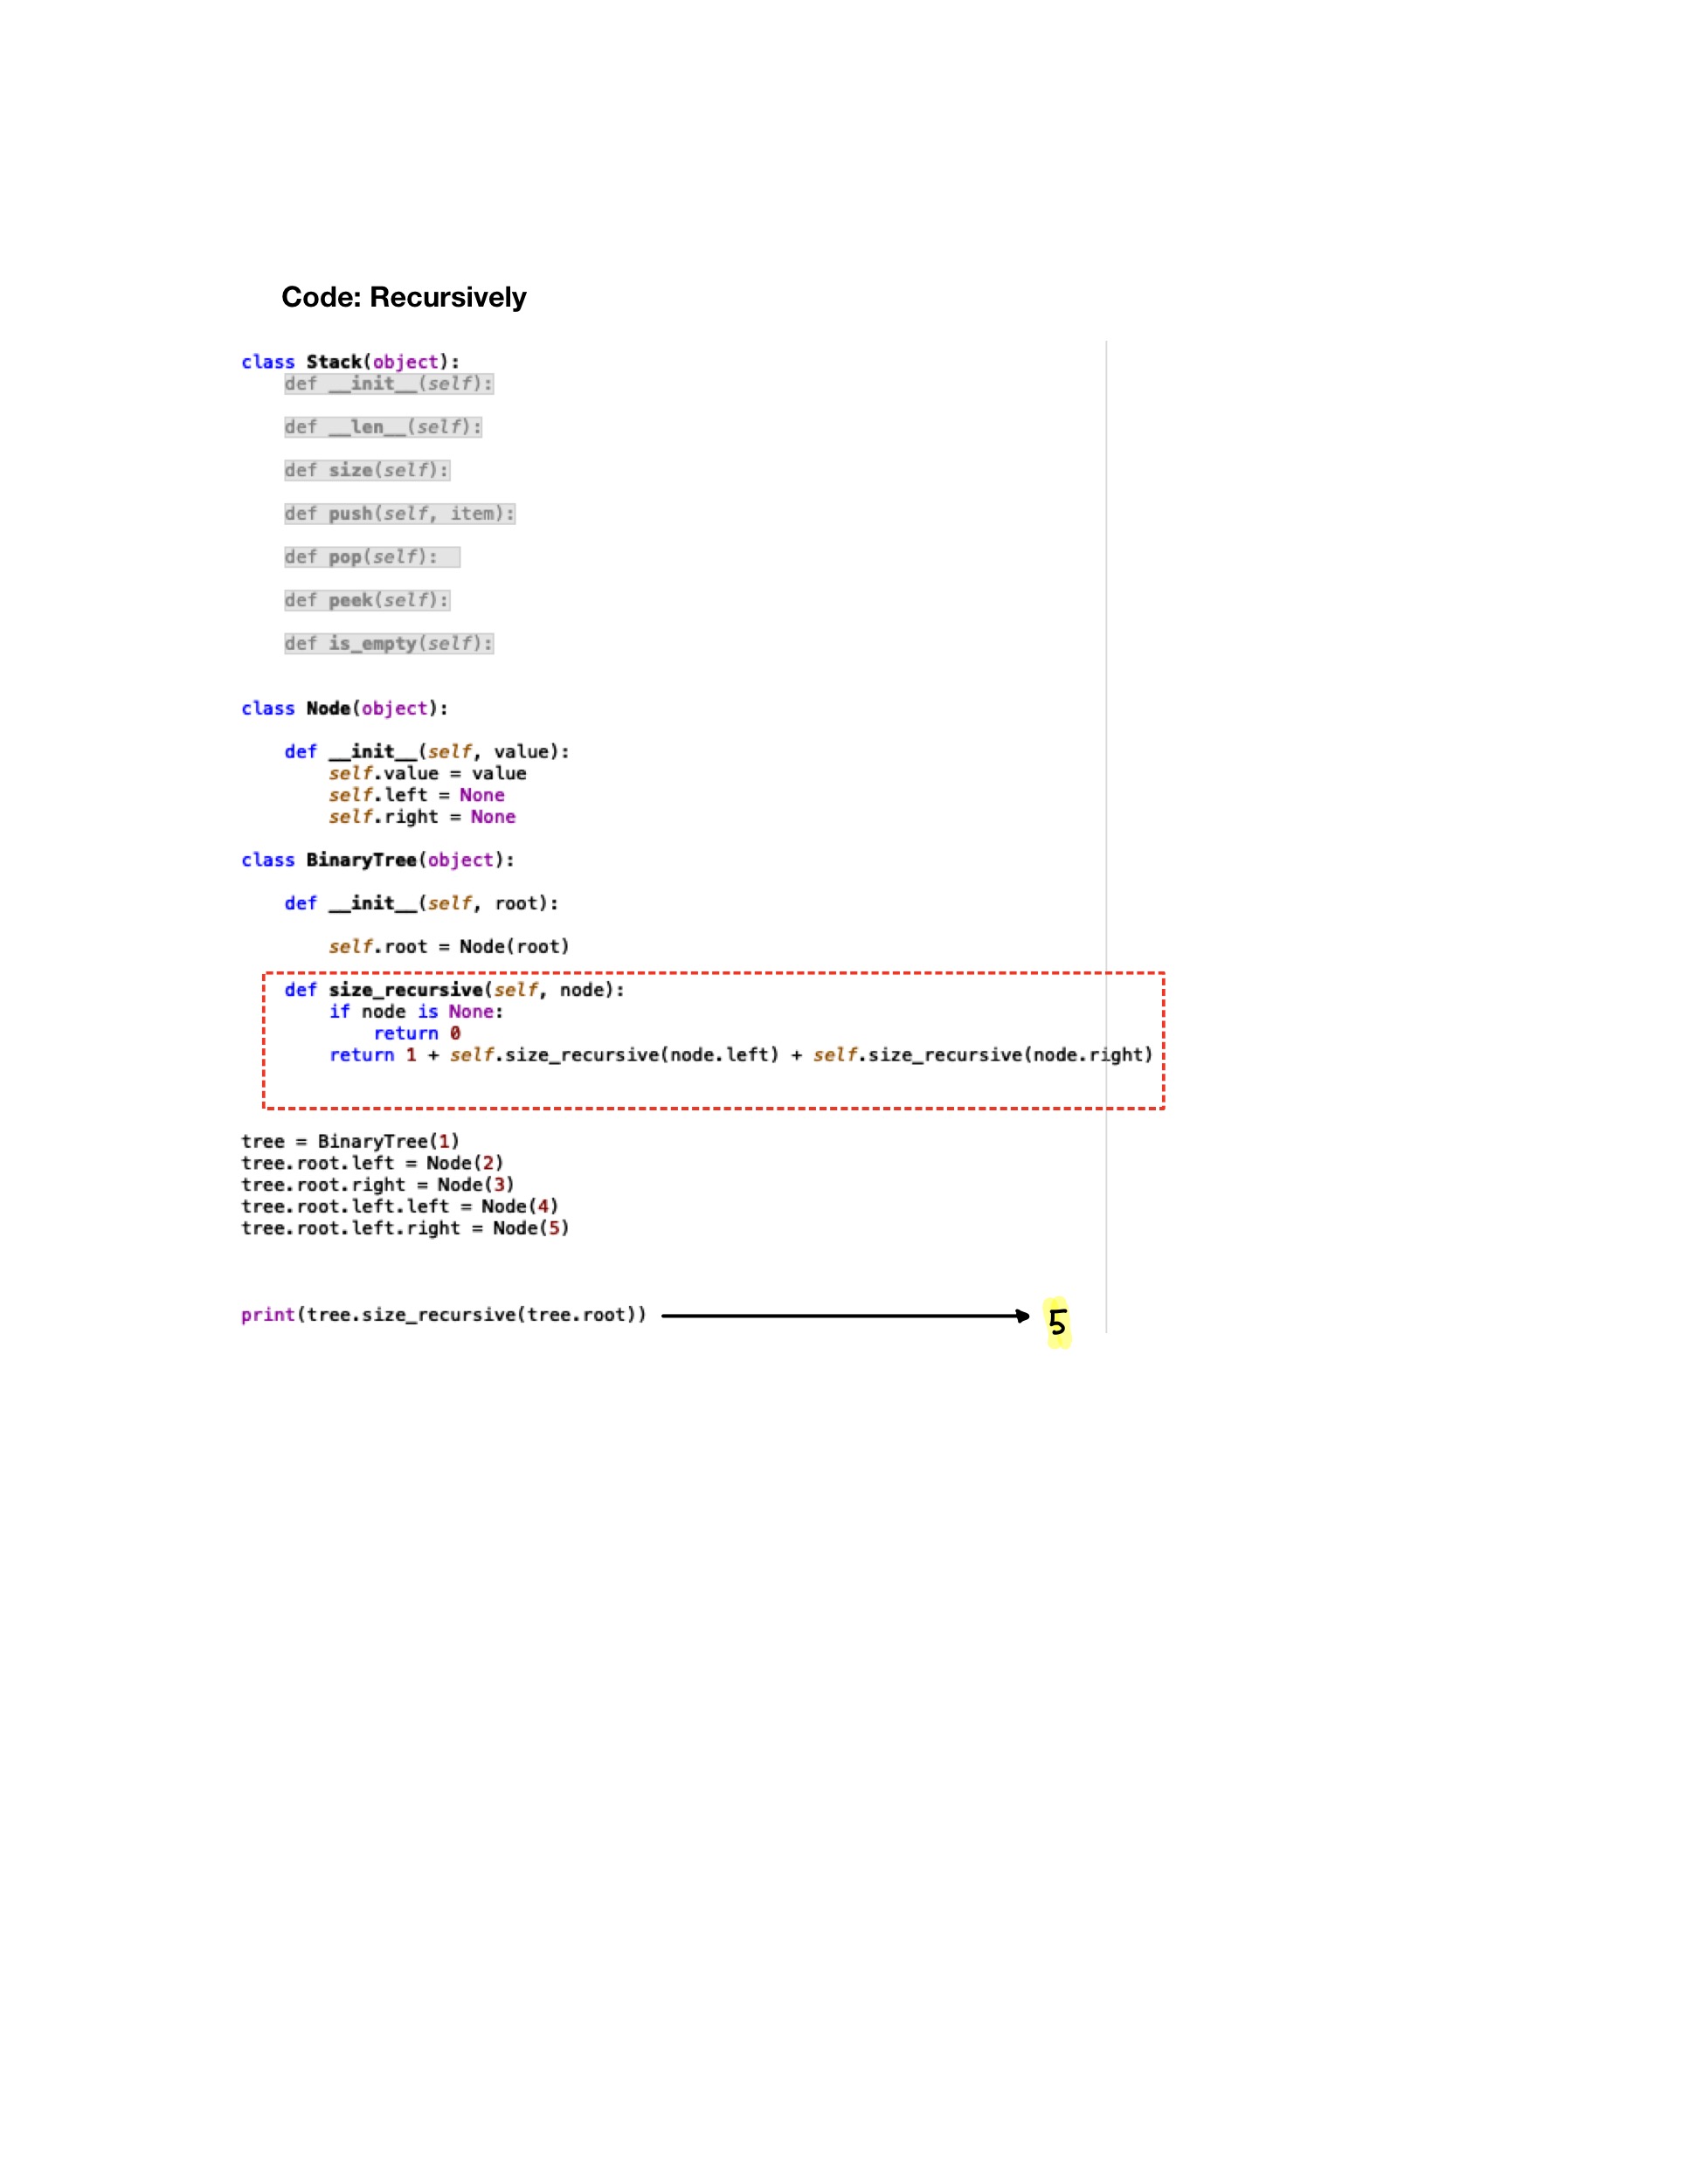 Code: Recursively
class Stack(object):
    def __init__(self):
    def __len__(self):
    def size(self):
    def push(self, item):
    def pop(self):
    def peek(self):
    def is_empty(self):
class Node(object):
    def __init__(self, value):
        self.value = value
        self.left = None
        self.right = None
class BinaryTree(object):
    def __init__(self, root):
        self.root = Node(root)
    def size_recursive(self, node):
        if node is None:
            return 0
        return 1 + self.size_recursive(node.left) + self.size_recursive(node.right)
tree = BinaryTree(1)
tree.root.left = Node(2)
tree.root.right = Node(3)
tree.root.left.left = Node(4)
tree.root.left.right = Node(5)
print(tree.size_recursive(tree.root)) 5